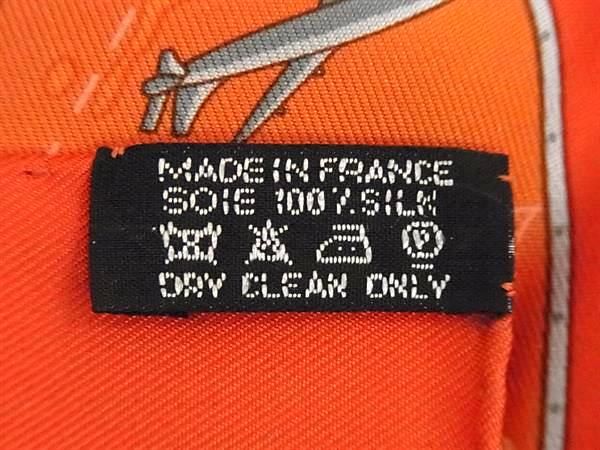 MADE IN FRANCE
SOIE 100% SILK
DRY CLEAN ONLY